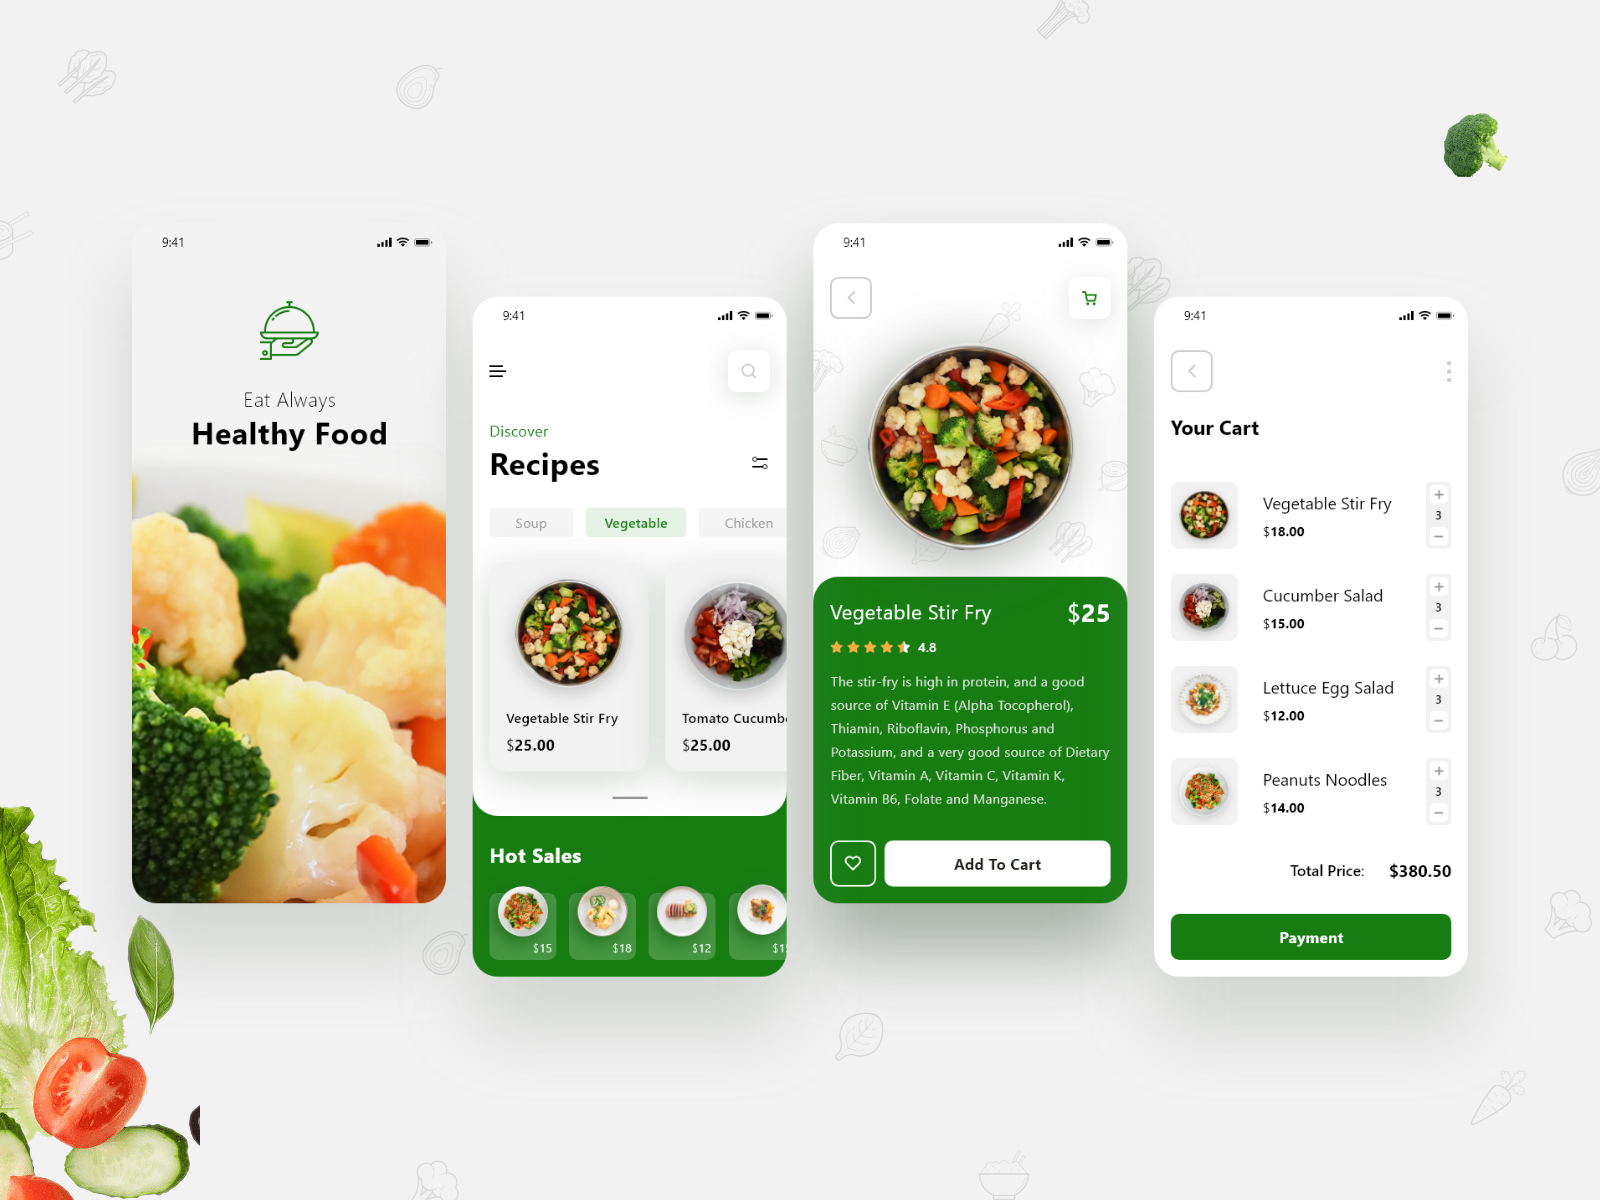 9:41
Eat Always
Healthy Food
9:41
Discover
Recipes
Soup
Vegetable
Chicken
Vegetable Stir Fry
$25.00
Tomato Cucumb
$25.00
Hot Sales
$15
$18
$12
9:41
Vegetable Stir Fry
$25
4.8
The stir-fry is high in protein, and a good
source of Vitamin E (Alpha Tocopherol),
Thiamin, Riboflavin, Phosphorus and
Potassium, and a very good source of Dietary
Fiber, Vitamin A, Vitamin C, Vitamin K,
Vitamin B6, Folate and Manganese.
Add To Cart
9:41
Your Cart
Vegetable Stir Fry
$18.00
+
3
−
Cucumber Salad
$15.00
+
3
−
Lettuce Egg Salad
$12.00
+
3
−
Peanuts Noodles
$14.00
+
3
−
Total Price: $380.50
Payment